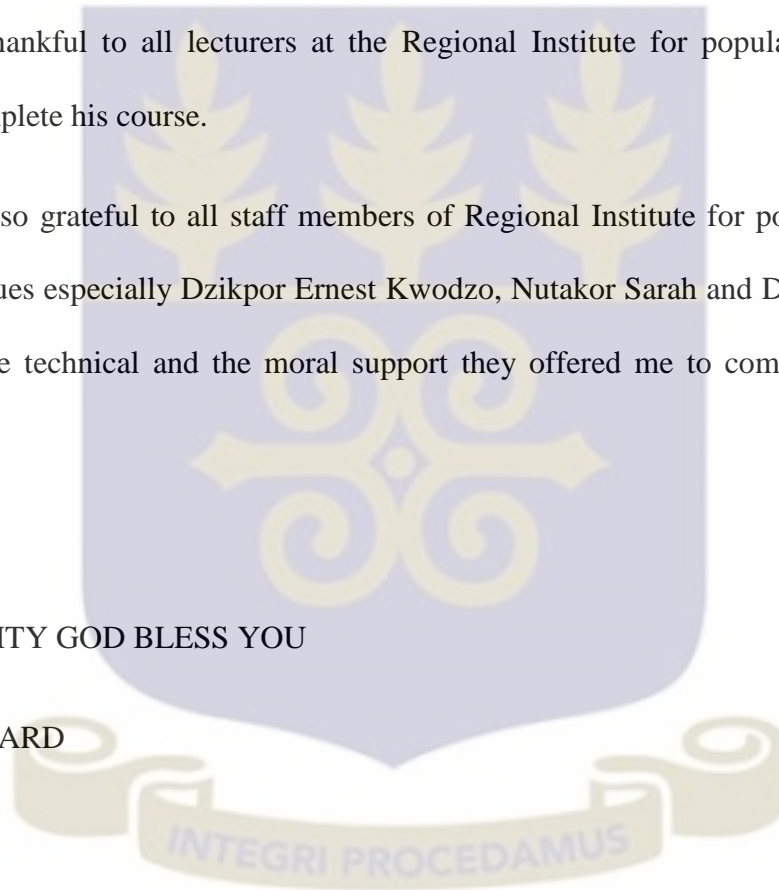 hankful to all lecturers at the Regional Institute for popula
plete his course.
so grateful to all staff members of Regional Institute for po
ues especially Dzikpor Ernest Kwodzo, Nutakor Sarah and D
e technical and the moral support they offered me to com
ITY GOD BLESS YOU
ARD
INTEGRI PROCEDAMUS